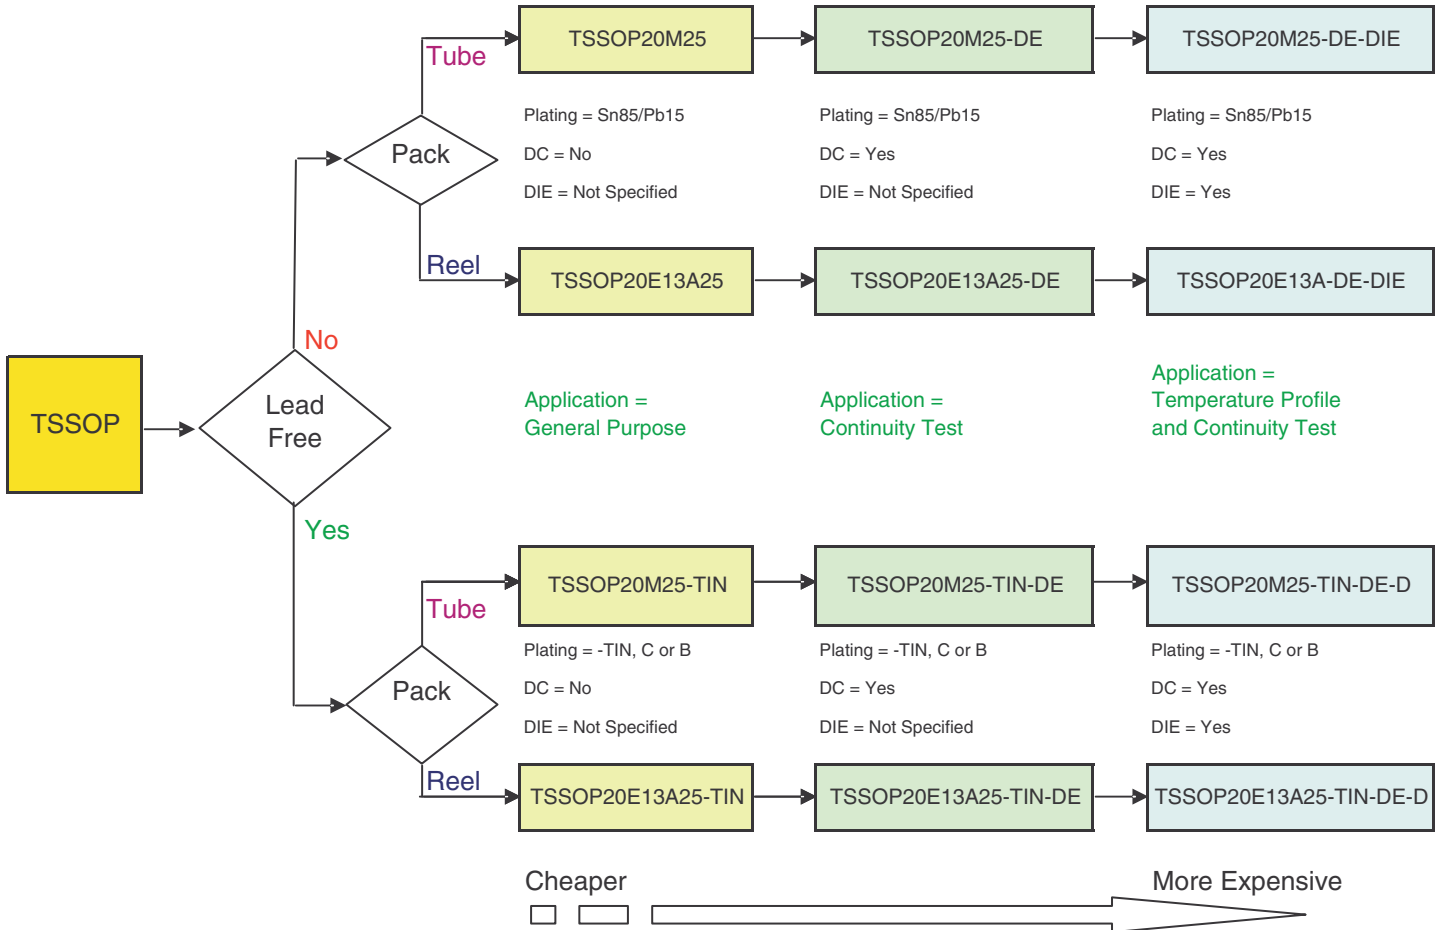 TSSOP20M25
TSSOP20M25-DE
TSSOP20M25-DE-DIE
Tube
Plating = Sn85/Pb15
Plating = Sn85/Pb15
Plating = Sn85/Pb15
Pack
DC = No
DC = Yes
DC = Yes
DIE = Not Specified
DIE = Not Specified
DIE = Yes
Reel
TSSOP20E13A25
TSSOP20E13A25-DE
TSSOP20E13A-DE-DIE
No
TSSOP
Lead
Free
Application =
General Purpose
Application =
Continuity Test
Application =
Temperature Profile
and Continuity Test
Yes
TSSOP20M25-TIN
TSSOP20M25-TIN-DE
TSSOP20M25-TIN-DE-D
Tube
Plating = -TIN, C or B
Plating = -TIN, C or B
Plating = -TIN, C or B
Pack
DC = No
DC = Yes
DC = Yes
DIE = Not Specified
DIE = Not Specified
DIE = Yes
Reel
TSSOP20E13A25-TIN
TSSOP20E13A25-TIN-DE
TSSOP20E13A25-TIN-DE-D
Cheaper
More Expensive